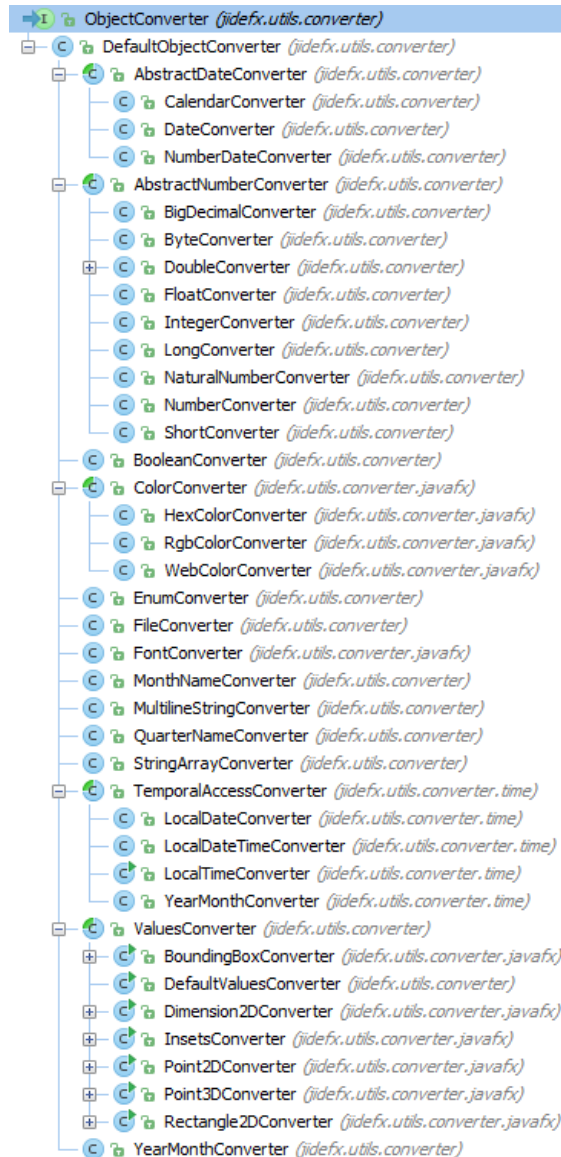 ObjectConverter (jidefx.utils.converter)
DefaultObjectConverter (jidefx.utils.converter)
AbstractDateConverter (jidefx.utils.converter)
CalendarConverter (jidefx.utils.converter)
DateConverter (jidefx.utils.converter)
NumberDateConverter (jidefx.utils.converter)
AbstractNumberConverter (jidefx.utils.converter)
BigDecimalConverter (jidefx.utils.converter)
ByteConverter (jidefx.utils.converter)
DoubleConverter (jidefx.utils.converter)
FloatConverter (jidefx.utils.converter)
IntegerConverter (jidefx.utils.converter)
LongConverter (jidefx.utils.converter)
NaturalNumberConverter (jidefx.utils.converter)
NumberConverter (jidefx.utils.converter)
ShortConverter (jidefx.utils.converter)
BooleanConverter (jidefx.utils.converter)
ColorConverter (jidefx.utils.converter.javafx)
HexColorConverter (jidefx.utils.converter.javafx)
RgbColorConverter (jidefx.utils.converter.javafx)
WebColorConverter (jidefx.utils.converter.javafx)
EnumConverter (jidefx.utils.converter)
FileConverter (jidefx.utils.converter)
FontConverter (jidefx.utils.converter.javafx)
MonthNameConverter (jidefx.utils.converter)
MultilineStringConverter (jidefx.utils.converter)
QuarterNameConverter (jidefx.utils.converter)
StringArrayConverter (jidefx.utils.converter)
TemporalAccessConverter (jidefx.utils.converter.time)
LocalDateConverter (jidefx.utils.converter.time)
LocalDateTimeConverter (jidefx.utils.converter.time)
LocalTimeConverter (jidefx.utils.converter.time)
YearMonthConverter (jidefx.utils.converter.time)
ValuesConverter (jidefx.utils.converter)
BoundingBoxConverter (jidefx.utils.converter.javafx)
DefaultValuesConverter (jidefx.utils.converter)
Dimension2DConverter (jidefx.utils.converter.javafx)
InsetsConverter (jidefx.utils.converter.javafx)
Point2DConverter (jidefx.utils.converter.javafx)
Point3DConverter (jidefx.utils.converter.javafx)
Rectangle2DConverter (jidefx.utils.converter.javafx)
YearMonthConverter (jidefx.utils.converter)